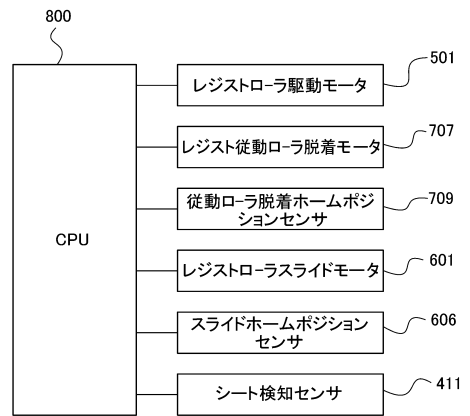 800
CPU
レジストローラ駆動モータ
501
レジスト従動ローラ脱着モータ
707
従動ローラ脱着ホームポジ
ションセンサ
709
レジストローラスライドモータ
601
スライドホームポジション
センサ
606
シート検知センサ
411